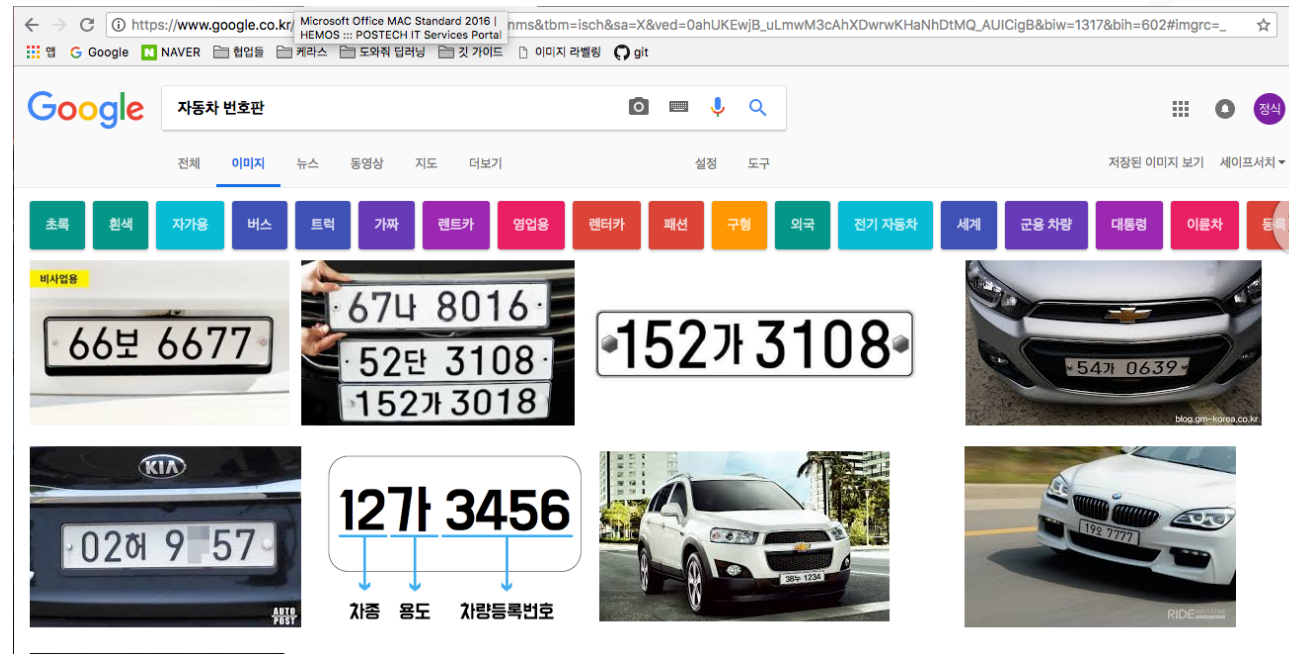 https://www.google.co.kr/
nms&tbm=isch&sa=X&ved=0ahUKEwjB_uLmwM3cAhXDwrwKHaNhDtMQ_AUICigB&biw=1317&bih=602#imgrc=_
Microsoft Office MAC Standard 2016 |
HEMOS ::: POSTECH IT Services Portal
앱 Google NAVER 협업들 케라스 도와줘 딥러닝 깃 가이드 이미지 라벨링 git
Google 자동차 번호판 정식
전체 이미지 뉴스 동영상 지도 더보기 설정 도구 저장된 이미지 보기 세이프서치
초록 흰색 자가용 버스 트럭 가짜 렌트카 영업용 렌터카 패션 구형 외국 전기 자동차 세계 군용 차량 대통령 이륜차 등록
비사업용
66보 6677
67나 8016
52단 3108
152가 3018
152가 3108
54가 0639
blog.gm-korea.co.kr
KIA
02허 9 57
AUTO
POST
12가 3456
차종 용도 차량등록번호
38누 1234
19오 7777
RIDE MAGAZINE